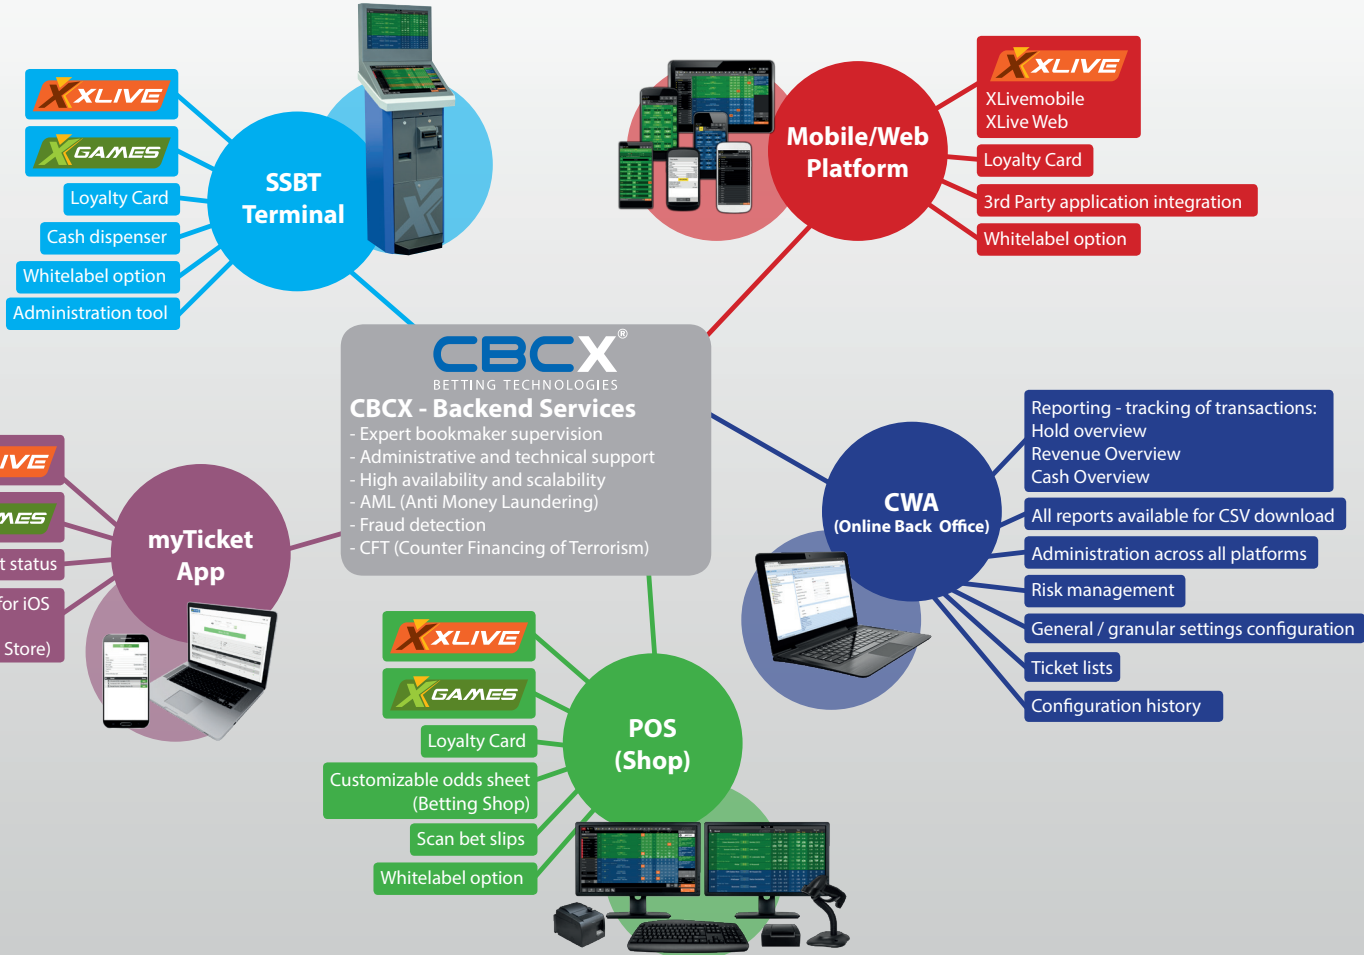 XLIVE
XGAMES
Loyalty Card
Cash dispenser
Whitelabel option
Administration tool
SSBT
Terminal
Mobile/Web
Platform
XLIVE
XLivemobile
XLive Web
Loyalty Card
3rd Party application integration
Whitelabel option
CBCX®
BETTING TECHNOLOGIES
CBCX - Backend Services
- Expert bookmaker supervision
- Administrative and technical support
- High availability and scalability
- AML (Anti Money Laundering)
- Fraud detection
- CFT (Counter Financing of Terrorism)
status
for iOS
Store)
myTicket
App
CWA
(Online Back Office)
Reporting - tracking of transactions:
Hold overview
Revenue Overview
Cash Overview
All reports available for CSV download
Administration across all platforms
Risk management
General / granular settings configuration
Ticket lists
Configuration history
XLIVE
XGAMES
Loyalty Card
Customizable odds sheet
(Betting Shop)
Scan bet slips
Whitelabel option
POS
(Shop)